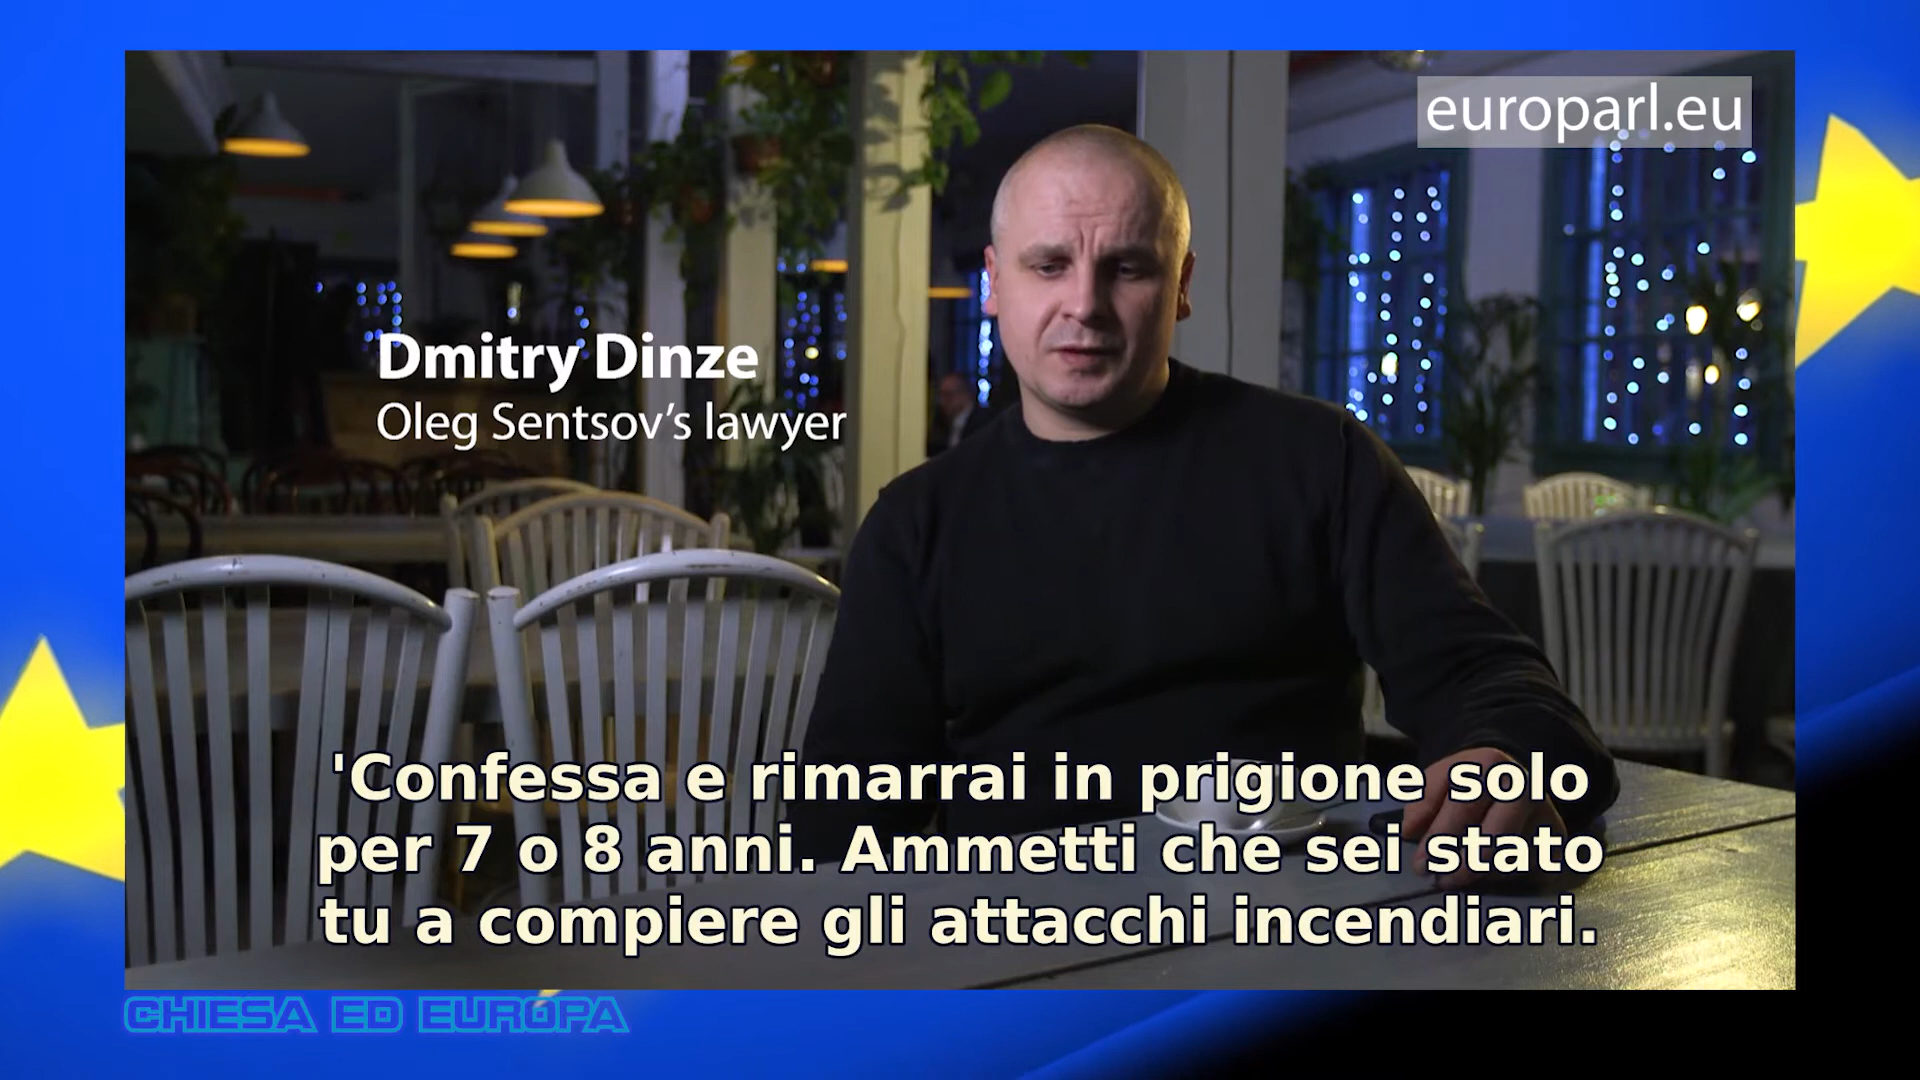 europarl.eu
Dmitry Dinze
Oleg Sentsov’s lawyer
'Confessa e rimarrai in prigione solo
per 7 o 8 anni. Ammetti che sei stato
tu a compiere gli attacchi incendiari.
CHIESA ED EUROPA